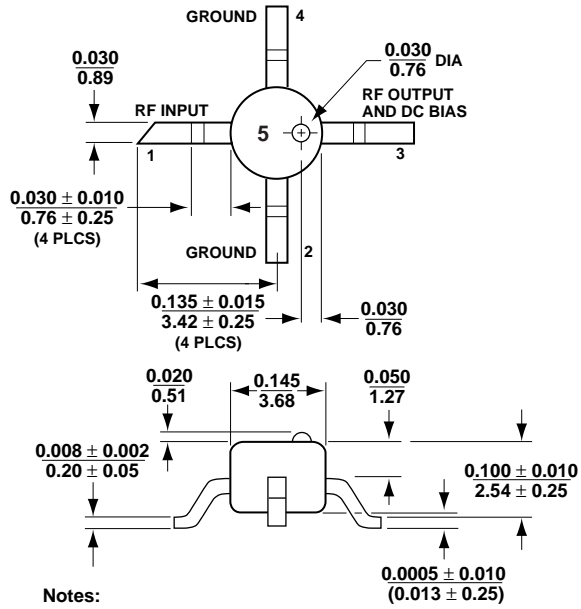 GROUND 4
0.030
0.89
0.030 DIA
0.76
RF INPUT
RF OUTPUT
AND DC BIAS
5
1
3
0.030 ± 0.010
0.76 ± 0.25
(4 PLCS)
GROUND 2
0.135 ± 0.015
3.42 ± 0.25
(4 PLCS)
0.030
0.76
0.020
0.51
0.145
3.68
0.050
1.27
0.008 ± 0.002
0.20 ± 0.05
0.100 ± 0.010
2.54 ± 0.25
0.0005 ± 0.010
(0.013 ± 0.25)
Notes: